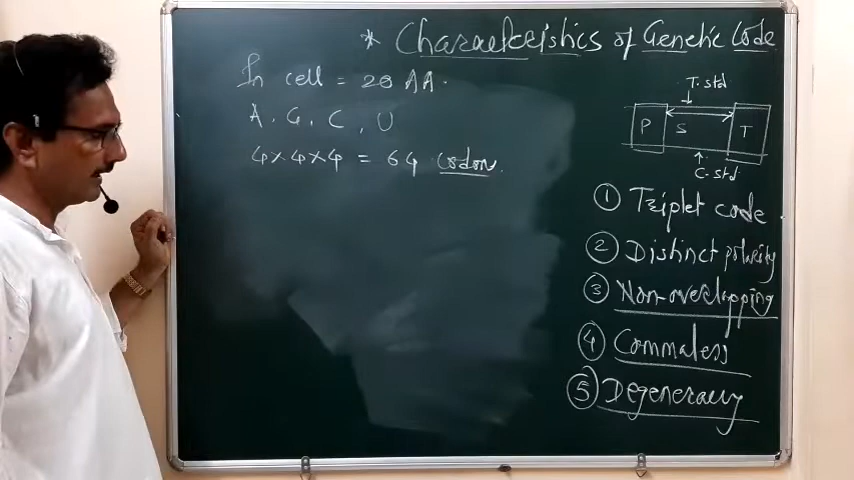 * Characteristics of Genetic Code
In cell = 20 AA.
A, G, C, U
4×4×4 = 64 codons.
T. std
P S T
C. std
① Triplet code
② Distinct polarity
③ Non-overlapping
④ Commaless
⑤ Degeneracy